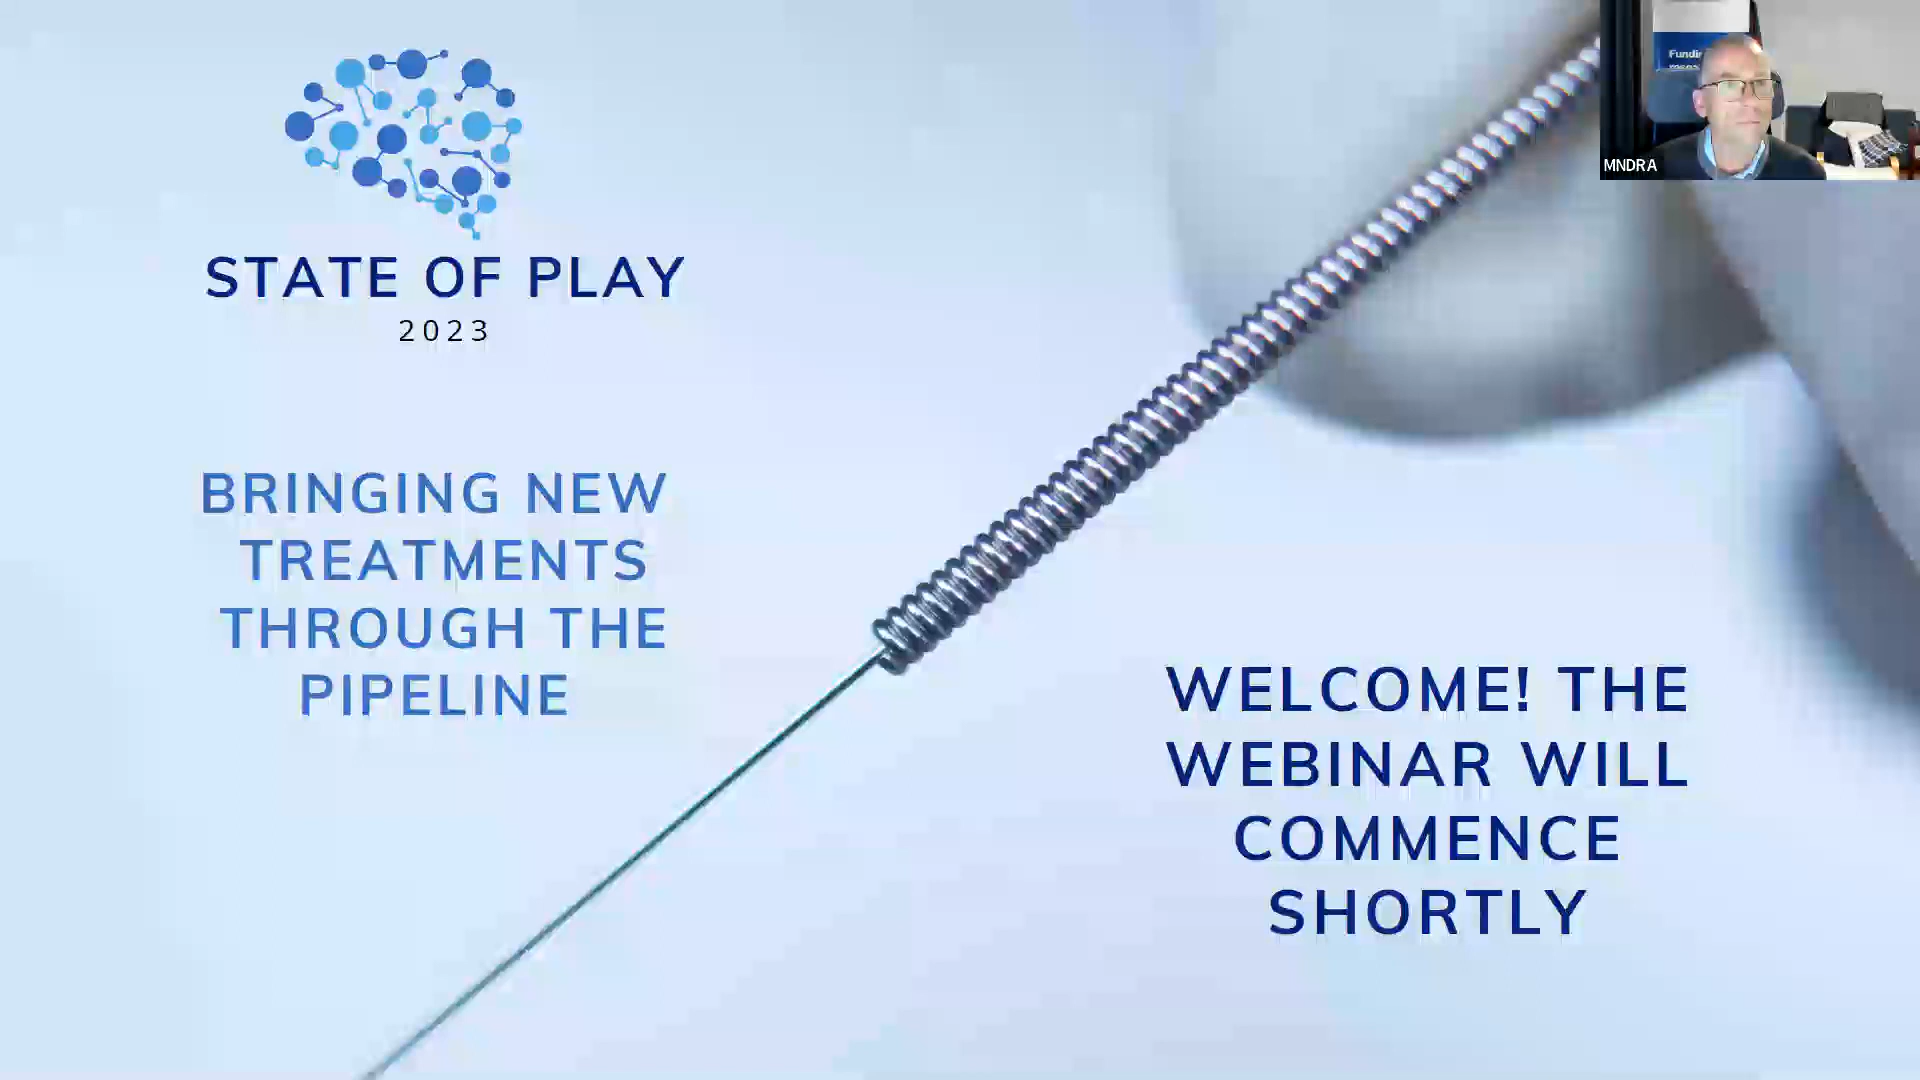 STATE OF PLAY
2023
BRINGING NEW
TREATMENTS
THROUGH THE
PIPELINE
WELCOME! THE
WEBINAR WILL
COMMENCE
SHORTLY
MNDRA